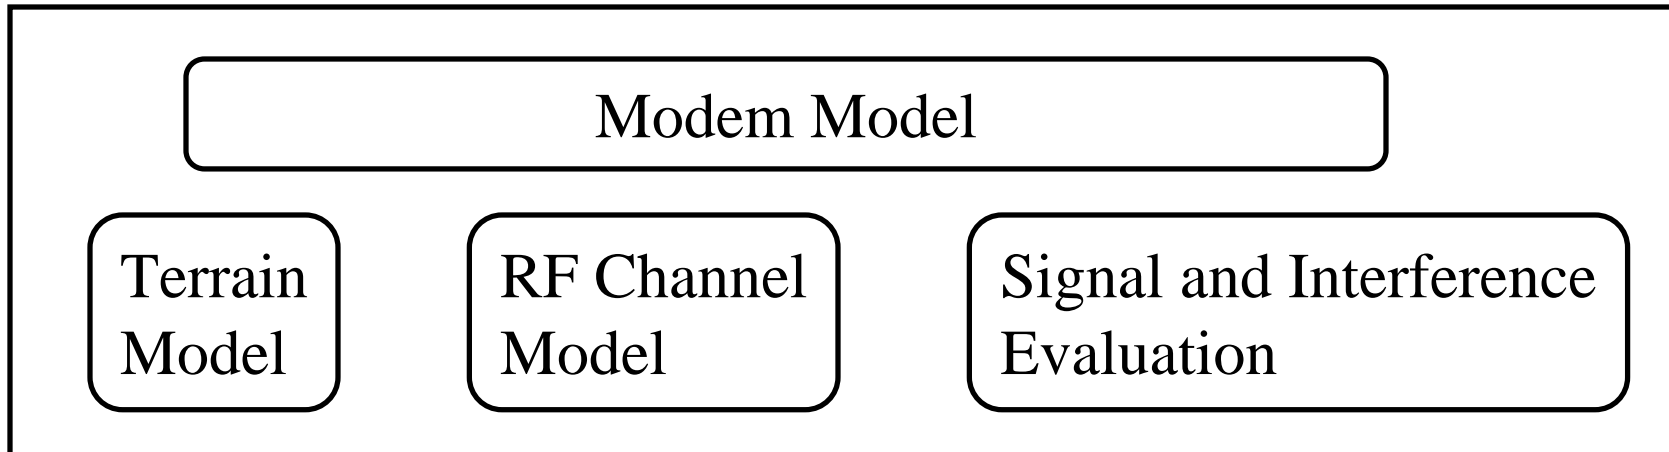 Modem Model
Terrain
Model
RF Channel
Model
Signal and Interference
Evaluation